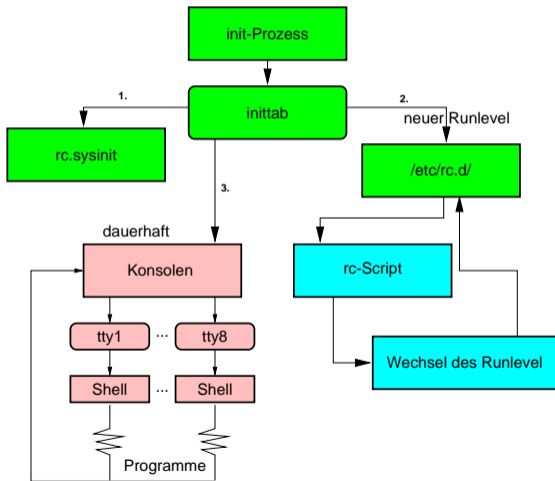 init-Prozess
1.
inittab
2.
neuer Runlevel
rc.sysinit
/etc/rc.d/
3.
dauerhaft
Konsolen
rc-Script
tty1 ... tty8
Wechsel des Runlevel
Shell ... Shell
Programme